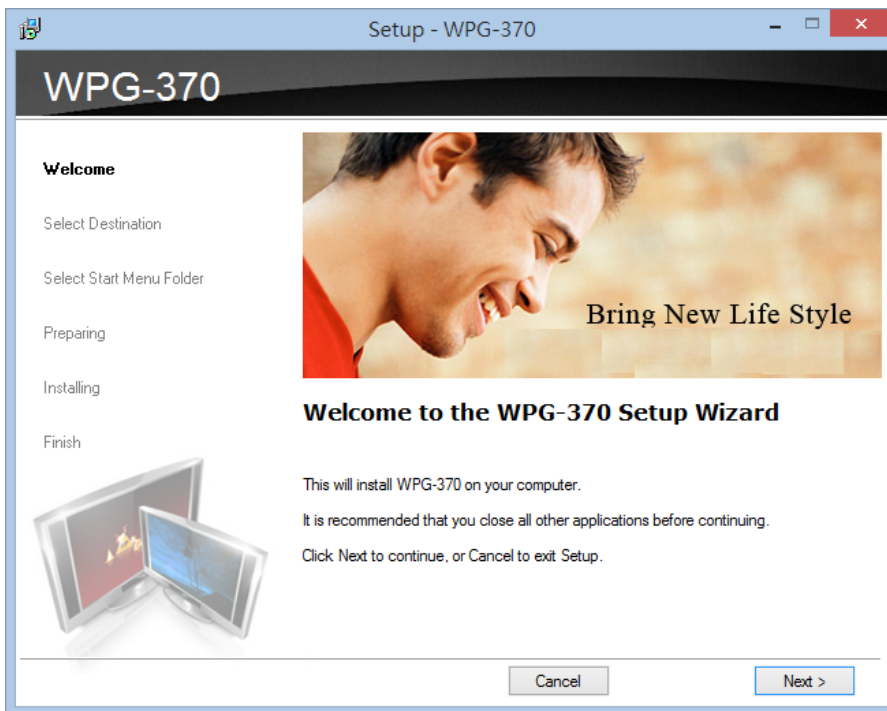 Setup - WPG-370
WPG-370
Welcome
Select Destination
Select Start Menu Folder
Preparing
Installing
Finish
Bring New Life Style
Welcome to the WPG-370 Setup Wizard
This will install WPG-370 on your computer.
It is recommended that you close all other applications before continuing.
Click Next to continue, or Cancel to exit Setup.
Cancel
Next >